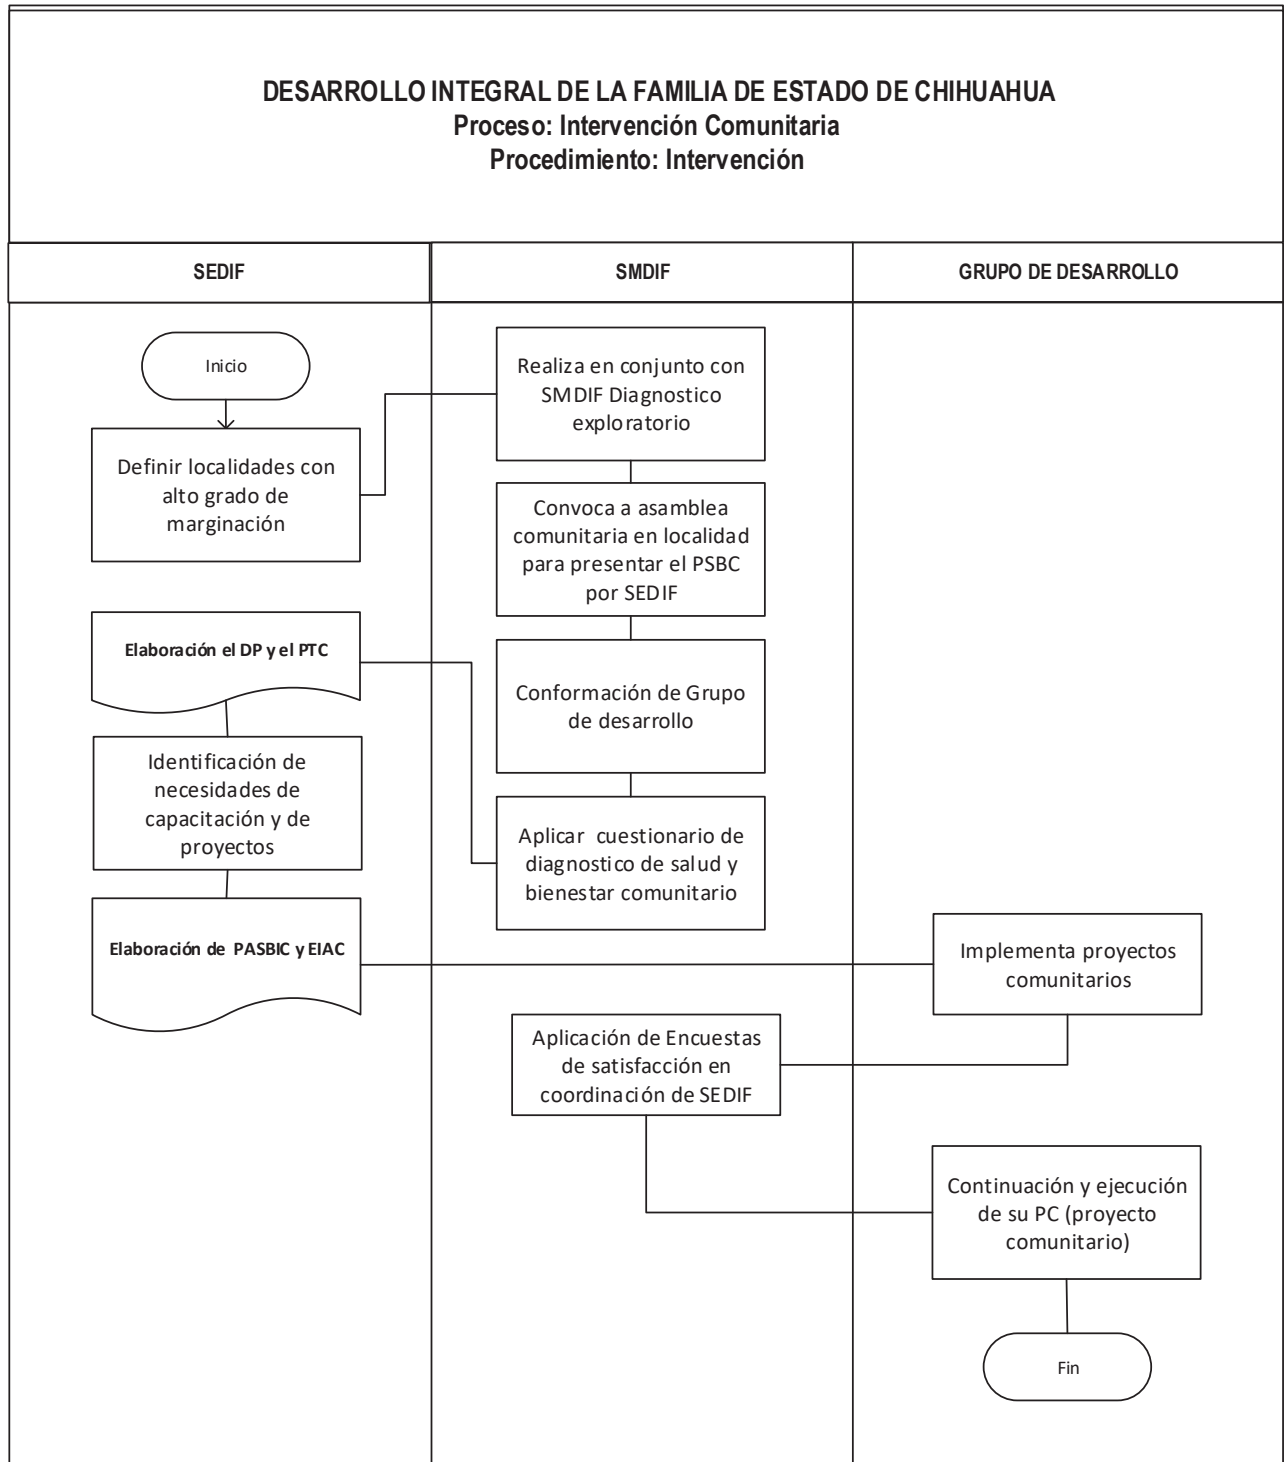 DESARROLLO INTEGRAL DE LA FAMILIA DE ESTADO DE CHIHUAHUA
Proceso: Intervención Comunitaria
Procedimiento: Intervención
SEDIF
SMDIF
GRUPO DE DESARROLLO
Inicio
Definir localidades con
alto grado de
marginación
Realiza en conjunto con
SMDIF Diagnostico
exploratorio
Convoca a asamblea
comunitaria en localidad
para presentar el PSBC
por SEDIF
Conformación de Grupo
de desarrollo
Aplicar cuestionario de
diagnostico de salud y
bienestar comunitario
Elaboración el DP y el PTC
Identificación de
necesidades de
capacitación y de
proyectos
Elaboración de PASBIC y EIAC
Implementa proyectos
comunitarios
Aplicación de Encuestas
de satisfacción en
coordinación de SEDIF
Continuación y ejecución
de su PC (proyecto
comunitario)
Fin